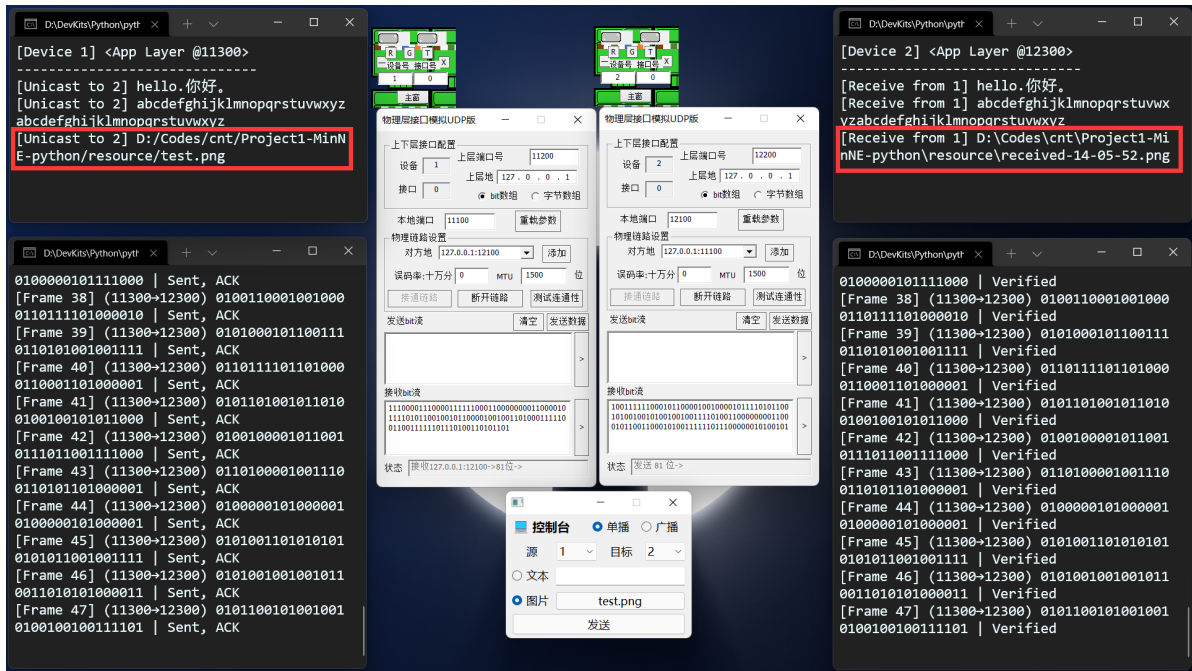 D:\DevKits\Python\pyth
[Device 1] <App Layer @11300>
------------------------------
[Unicast to 2] hello.你好。
[Unicast to 2] abcdefghijklmnopqrstuvwxyz
abcdefghijklmnopqrstuvwxyz
[Unicast to 2] D:/Codes/cnt/Project1-MinN
E-python/resource/test.png
D:\DevKits\Python\pyth
0100000101111000 | Sent, ACK
[Frame 38] (11300→12300) 0100110001001000
0110111101000010 | Sent, ACK
[Frame 39] (11300→12300) 0101000101100111
0110101001001111 | Sent, ACK
[Frame 40] (11300→12300) 0110111101101000
0110001101000001 | Sent, ACK
[Frame 41] (11300→12300) 0101101001011010
0100100101011000 | Sent, ACK
[Frame 42] (11300→12300) 0100100001011001
0111011001111000 | Sent, ACK
[Frame 43] (11300→12300) 0110100001001110
0110101101000001 | Sent, ACK
[Frame 44] (11300→12300) 0100000101000001
0100000101000001 | Sent, ACK
[Frame 45] (11300→12300) 0101001101010101
0101011001001111 | Sent, ACK
[Frame 46] (11300→12300) 0101001001001011
0011010101000011 | Sent, ACK
[Frame 47] (11300→12300) 0101100101001001
0100100100111101 | Sent, ACK
R G T
设备号 接口号 X
1 0
主窗
物理层接口模拟UDP版
上下层接口配置
设备 1 上层端口号 11200
上层地 127 . 0 . 0 . 1
接口 0
bit数组 字节数组
本地端口 11100 重载参数
物理链路设置
对方地 127.0.0.1:12100 添加
误码率:十万分 0 MTU 1500 位
接通链路 断开链路 测试连通性
发送bit流 清空 发送数据
>
接收bit流
>
状态 接收127.0.0.1:12100->81位->
R G T
设备号 接口号 X
2 0
主窗
物理层接口模拟UDP版
上下层接口配置
设备 2 上层端口号 12200
上层地 127 . 0 . 0 . 1
接口 0
bit数组 字节数组
本地端口 12100 重载参数
物理链路设置
对方地 127.0.0.1:11100 添加
误码率:十万分 0 MTU 1500 位
接通链路 断开链路 测试连通性
发送bit流 清空 发送数据
>
接收bit流
>
状态 发送 81 位->
控制台 单播 广播
源 1 目标 2
文本
图片 test.png
发送
D:\DevKits\Python\pyth
[Device 2] <App Layer @12300>
------------------------------
[Receive from 1] hello.你好。
[Receive from 1] abcdefghijklmnopqrstuvwx
yzabcdefghijklmnopqrstuvwxyz
[Receive from 1] D:\Codes\cnt\Project1-Mi
nNE-python\resource\received-14-05-52.png
D:\DevKits\Python\pyth
0100000101111000 | Verified
[Frame 38] (11300→12300) 0100110001001000
0110111101000010 | Verified
[Frame 39] (11300→12300) 0101000101100111
0110101001001111 | Verified
[Frame 40] (11300→12300) 0110111101101000
0110001101000001 | Verified
[Frame 41] (11300→12300) 0101101001011010
0100100101011000 | Verified
[Frame 42] (11300→12300) 0100100001011001
0111011001111000 | Verified
[Frame 43] (11300→12300) 0110100001001110
0110101101000001 | Verified
[Frame 44] (11300→12300) 0100000101000001
0100000101000001 | Verified
[Frame 45] (11300→12300) 0101001101010101
0101011001001111 | Verified
[Frame 46] (11300→12300) 0101001001001011
0011010101000011 | Verified
[Frame 47] (11300→12300) 0101100101001001
0100100100111101 | Verified